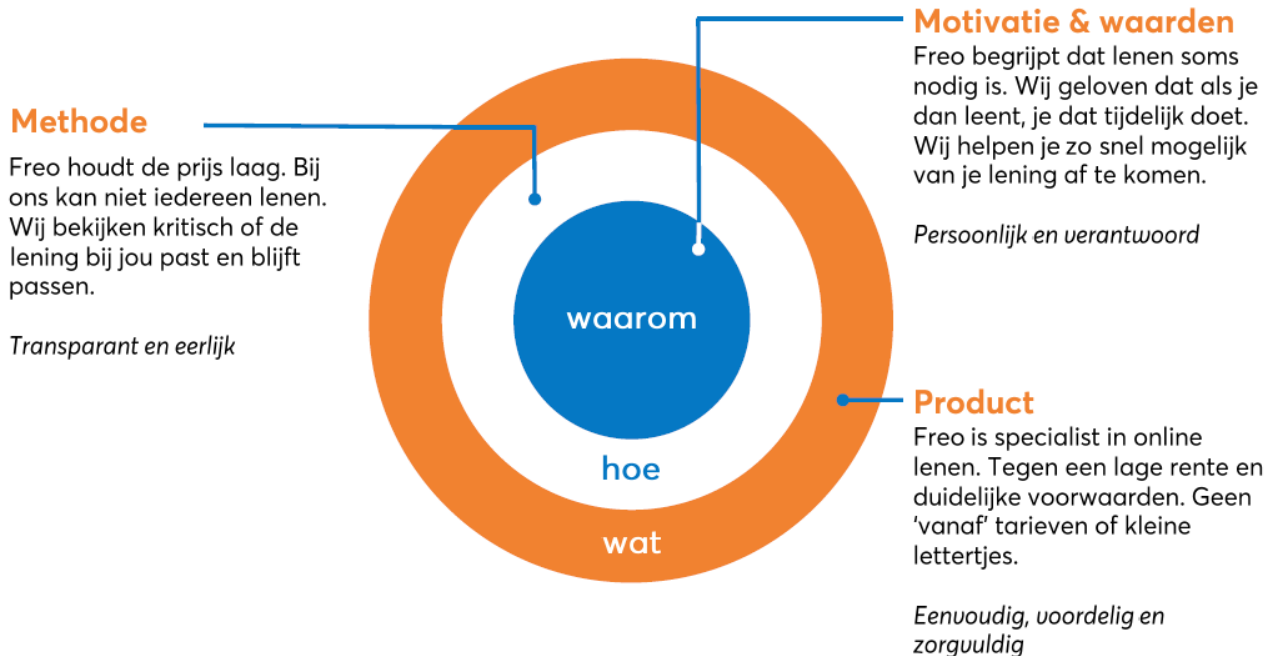 Methode
Freo houdt de prijs laag. Bij
ons kan niet iedereen lenen.
Wij bekijken kritisch of de
lening bij jou past en blijft
passen.
Transparant en eerlijk
waarom
hoe
wat
Motivatie & waarden
Freo begrijpt dat lenen soms
nodig is. Wij geloven dat als je
dan leent, je dat tijdelijk doet.
Wij helpen je zo snel mogelijk
van je lening af te komen.
Persoonlijk en verantwoord
Product
Freo is specialist in online
lenen. Tegen een lage rente en
duidelijke voorwaarden. Geen
‘vanaf’ tarieven of kleine
lettertjes.
Eenvoudig, voordelig en
zorgvuldig